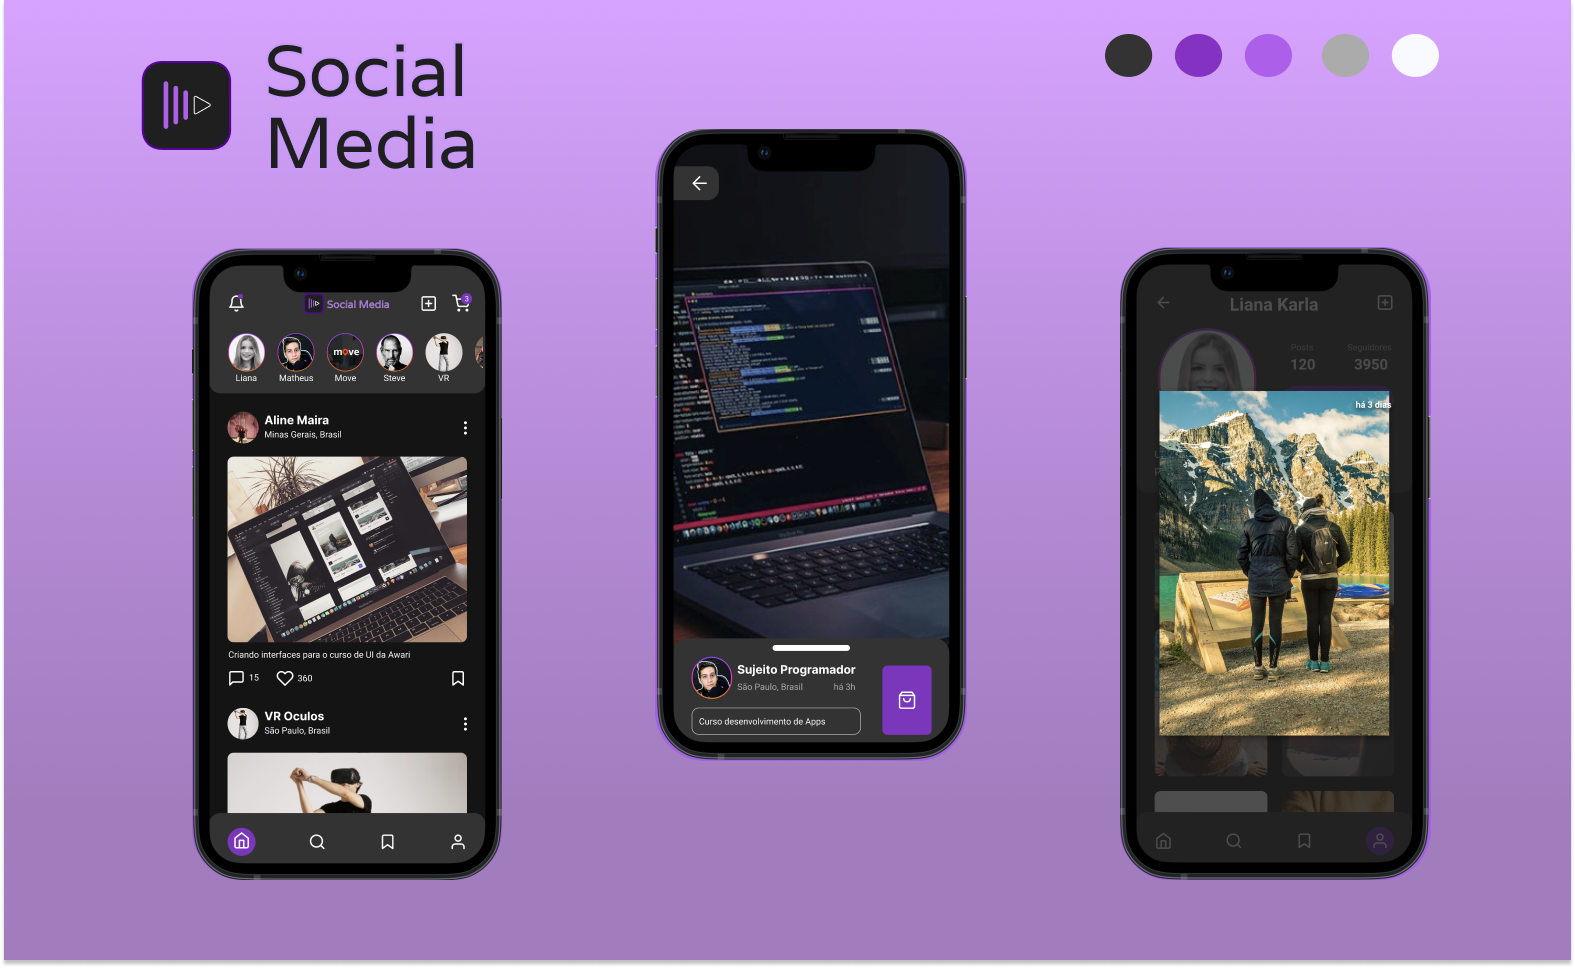 Social
Media
Social Media
3
Liana
Matheus
move
Move
Steve
VR
Aline Maira
Minas Gerais, Brasil
Criando interfaces para o curso de UI da Awari
15
360
VR Oculos
São Paulo, Brasil
Sujeito Programador
São Paulo, Brasil
há 3h
Curso desenvolvimento de Apps
Liana Karla
Posts
Seguidores
120
3950
há 3 dias